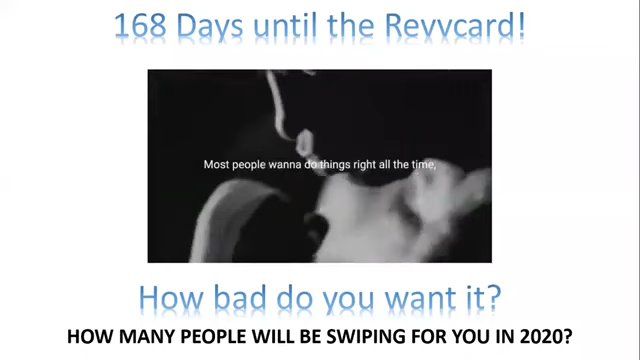 168 Days until the Revvcard!
Most people wanna do things right all the time,
How bad do you want it?
HOW MANY PEOPLE WILL BE SWIPING FOR YOU IN 2020?